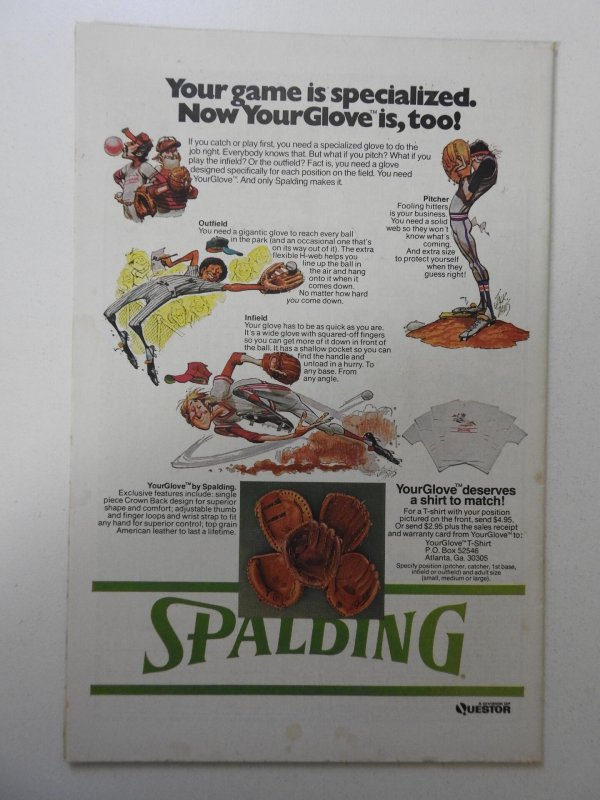 Your game is specialized.
Now YourGlove™ is, too!
If you catch or play first, you need a specialized glove to do the
job right. Everybody knows that. But what if you pitch? What if you
play the infield? Or the outfield? Fact is, you need a glove
designed specifically for each position on the field. You need
YourGlove™. And only Spalding makes it.
Pitcher
Fooling hitters
is your business.
You need a solid
web so they won't
know what's
coming.
And extra size
to protect yourself
when they
guess right!
Outfield
You need a gigantic glove to reach every ball
in the park (and an occasional one that's
on its way out of it). The extra
flexible H-web helps you
line up the ball in
the air and hang
onto it when it
comes down.
No matter how hard
you come down.
Infield
Your glove has to be as quick as you are.
It's a wide glove with squared-off fingers
so you can get more of it down in front of
the ball. It has a shallow pocket so you can
find the handle and
unload in a hurry. To
any base. From
any angle.
YourGlove™ by Spalding.
Exclusive features include: single
piece Crown Back design for superior
shape and comfort; adjustable thumb
and finger loops and wrist strap to fit
any hand for superior control; top grain
American leather to last a lifetime.
YourGlove™ deserves
a shirt to match!
For a T-shirt with your position
pictured on the front, send $4.95.
Or send $2.95 plus the sales receipt
and warranty card from YourGlove™ to:
YourGlove™ T-Shirt
P.O. Box 52546
Atlanta, Ga. 30305
Specify position (pitcher, catcher, 1st base,
infield or outfield) and adult size
(small, medium or large).
SPALDING
A DIVISION OF
QUESTOR